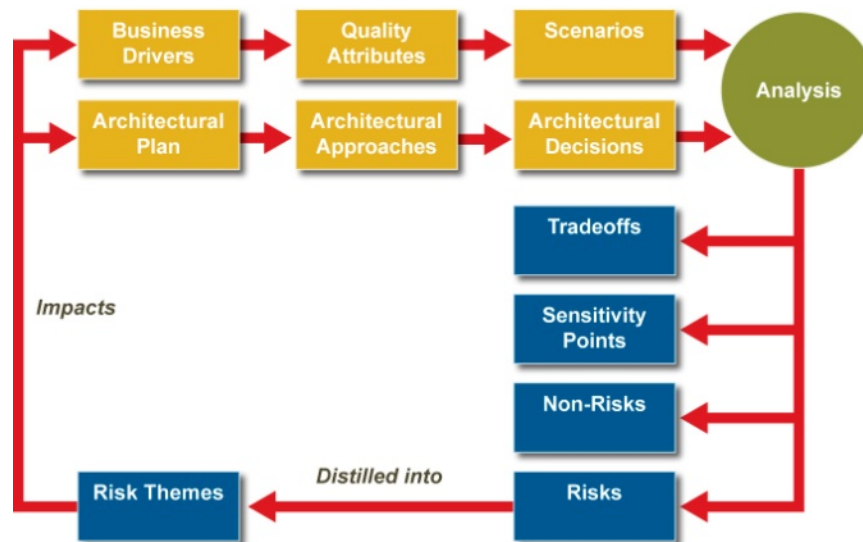 Business
Drivers
Quality
Attributes
Scenarios
Analysis
Architectural
Plan
Architectural
Approaches
Architectural
Decisions
Tradeoffs
Impacts
Sensitivity
Points
Non-Risks
Distilled into
Risk Themes
Risks